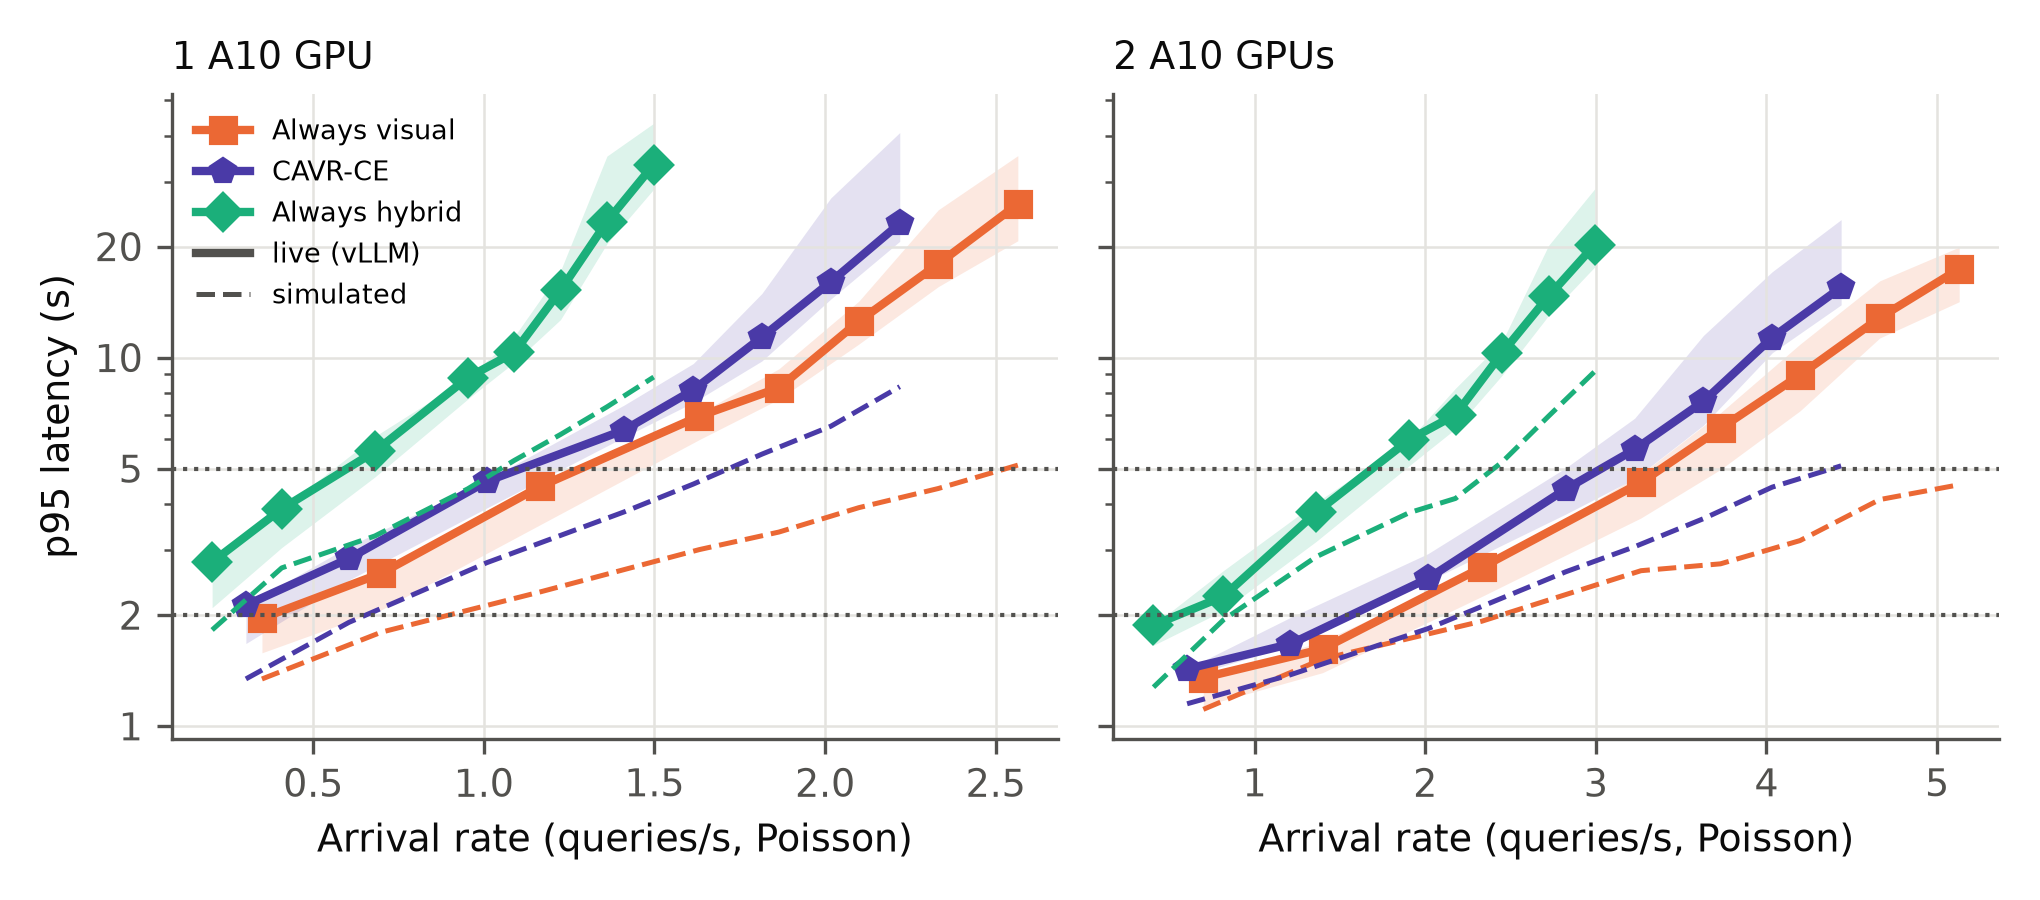 1 A10 GPU
2 A10 GPUs
Always visual
CAVR-CE
Always hybrid
live (vLLM)
simulated
p95 latency (s)
20
10
5
2
1
0.5 1.0 1.5 2.0 2.5
1 2 3 4 5
Arrival rate (queries/s, Poisson)
Arrival rate (queries/s, Poisson)